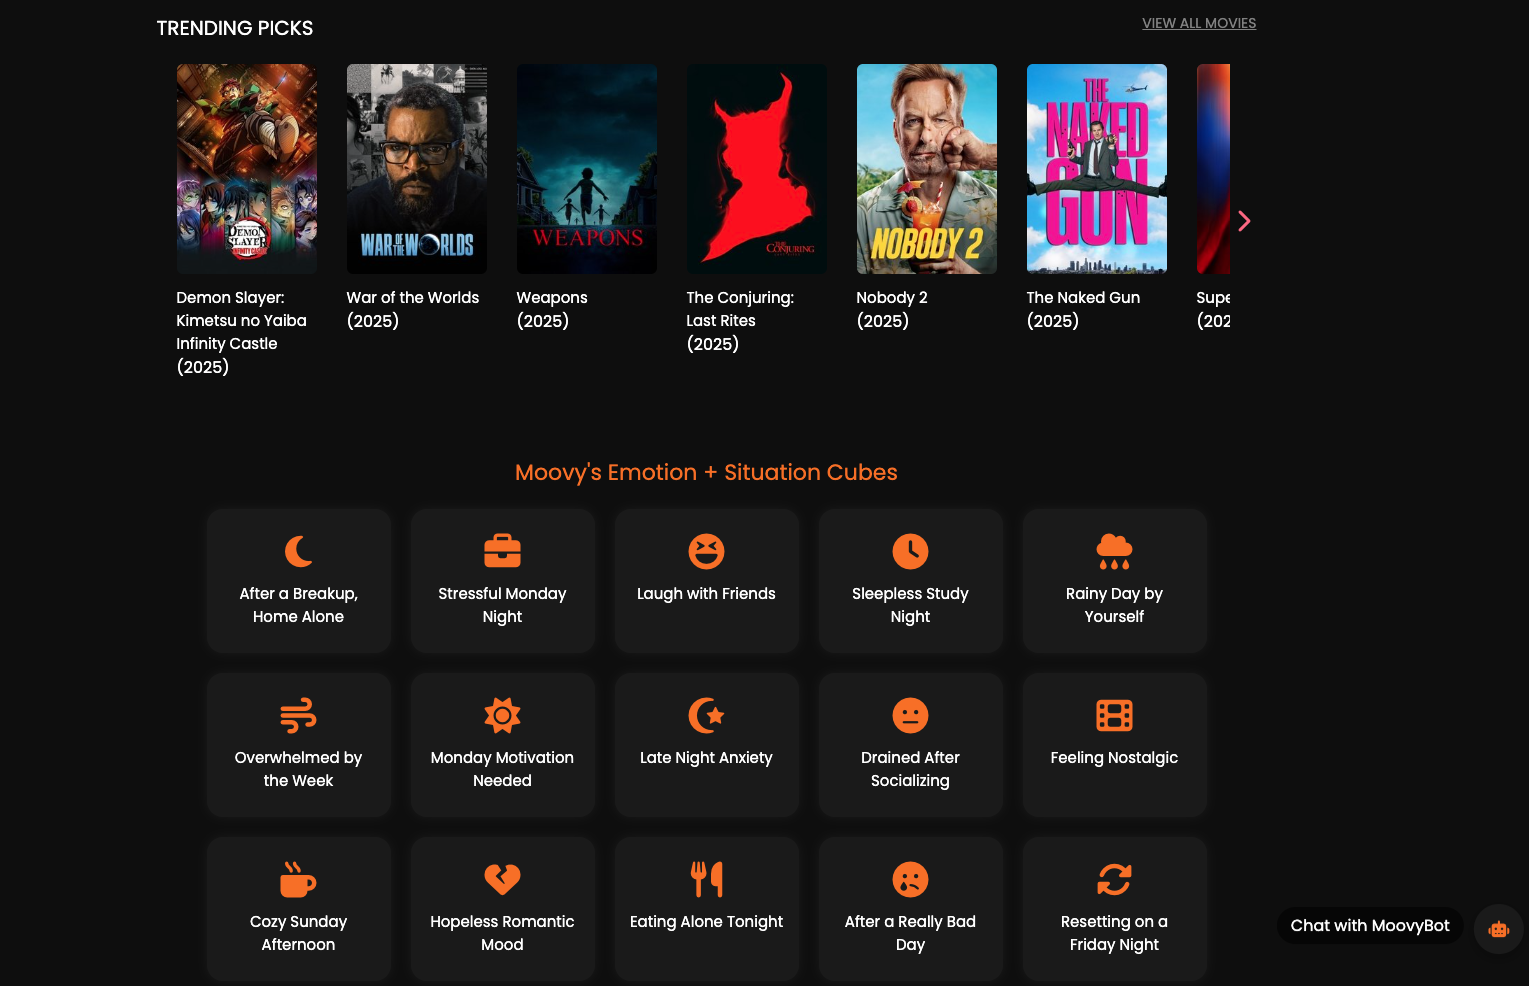 TRENDING PICKS
VIEW ALL MOVIES
DEMON
SLAYER
INFINITY CASTLE
WAR OF THE WORLDS
WEAPONS
THE
CONJURING
NOBODY 2
THE
NAKED
GUN
Demon Slayer:
Kimetsu no Yaiba
Infinity Castle
(2025)
War of the Worlds
(2025)
Weapons
(2025)
The Conjuring:
Last Rites
(2025)
Nobody 2
(2025)
The Naked Gun
(2025)
Supe
(202
Moovy's Emotion + Situation Cubes
After a Breakup,
Home Alone
Stressful Monday
Night
Laugh with Friends
Sleepless Study
Night
Rainy Day by
Yourself
Overwhelmed by
the Week
Monday Motivation
Needed
Late Night Anxiety
Drained After
Socializing
Feeling Nostalgic
Cozy Sunday
Afternoon
Hopeless Romantic
Mood
Eating Alone Tonight
After a Really Bad
Day
Resetting on a
Friday Night
Chat with MoovyBot